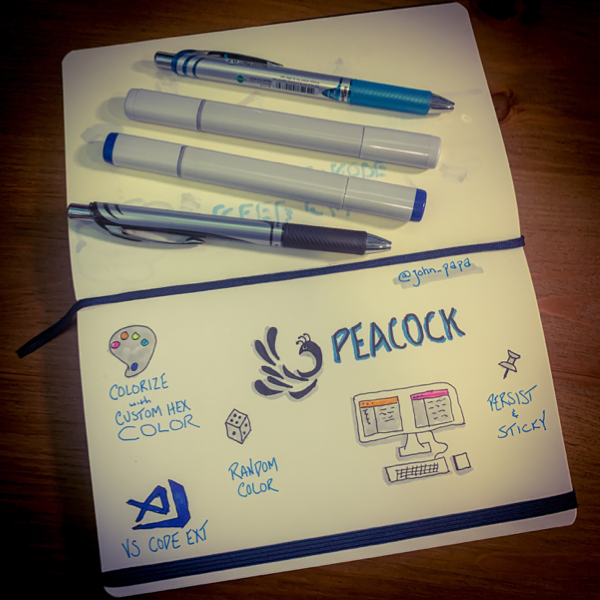 @john_papa
PEACOCK
COLORIZE
with
CUSTOM HEX
COLOR
RANDOM
COLOR
PERSIST
&
STICKY
VS CODE EXT